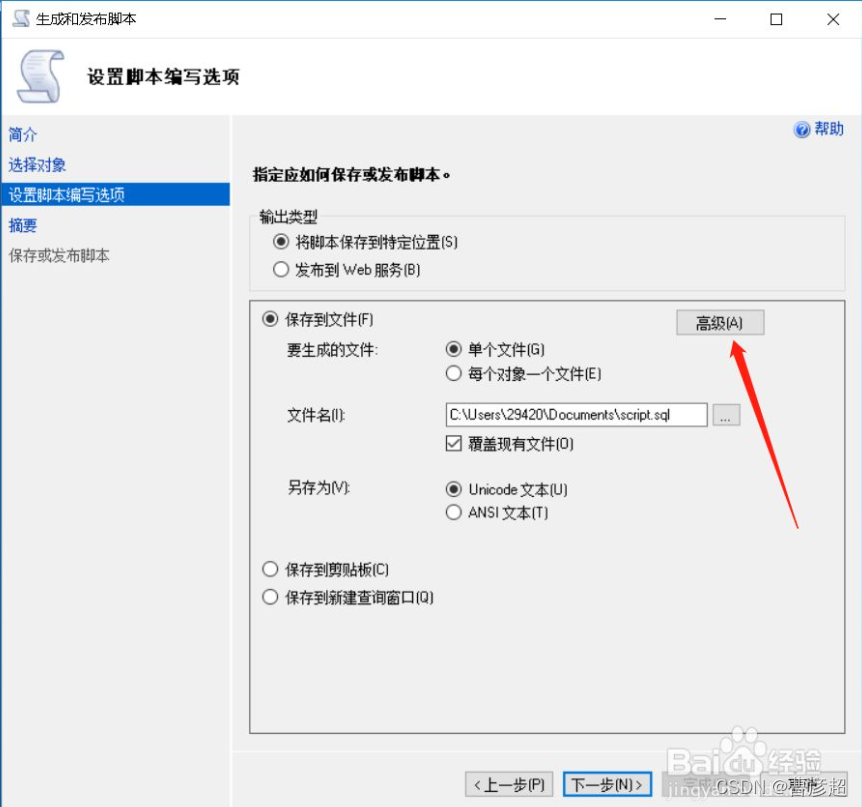 生成和发布脚本
设置脚本编写选项
简介
选择对象
设置脚本编写选项
摘要
保存或发布脚本
帮助
指定应如何保存或发布脚本。
输出类型
将脚本保存到特定位置(S)
发布到 Web 服务(B)
保存到文件(F)
高级(A)
要生成的文件:
单个文件(G)
每个对象一个文件(E)
文件名(I):
C:\Users\29420\Documents\script.sql
...
覆盖现有文件(O)
另存为(V):
Unicode 文本(U)
ANSI 文本(T)
保存到剪贴板(C)
保存到新建查询窗口(Q)
Baidu 经验
< 上一步(P)
下一步(N) >
完成
取消
jingya
CSDN @智彦超